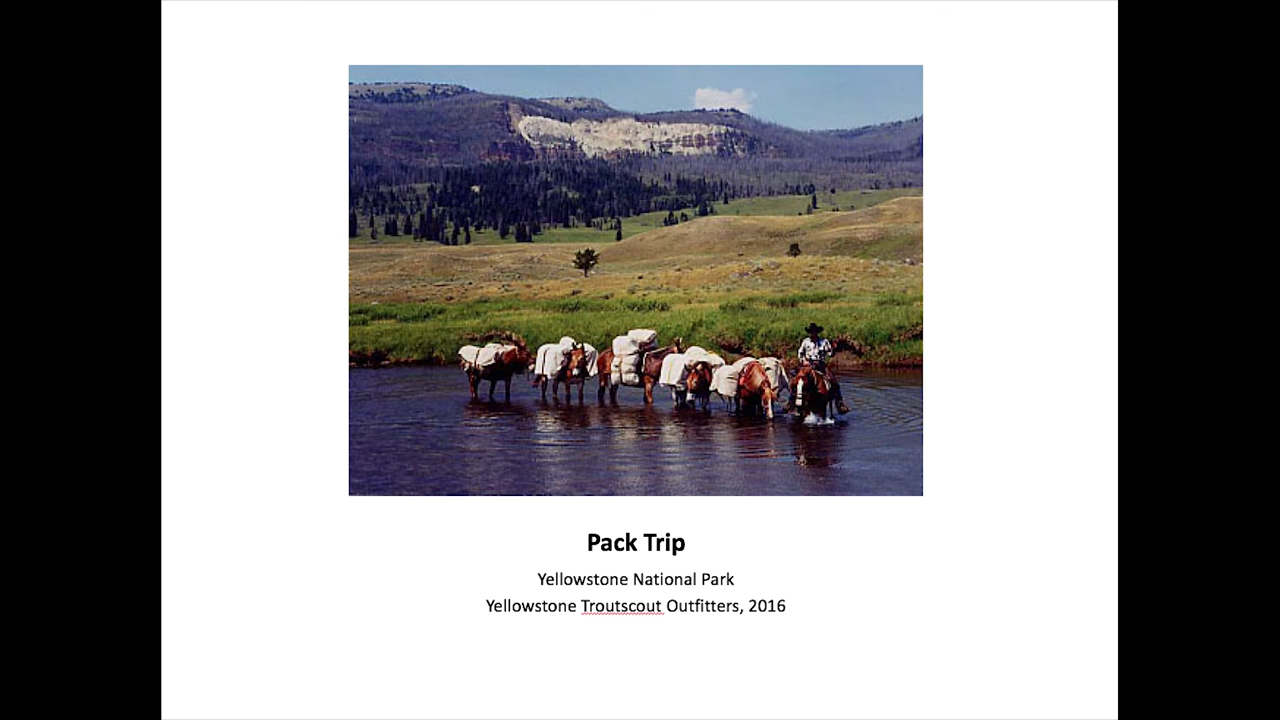 Pack Trip
Yellowstone National Park
Yellowstone Troutscout Outfitters, 2016